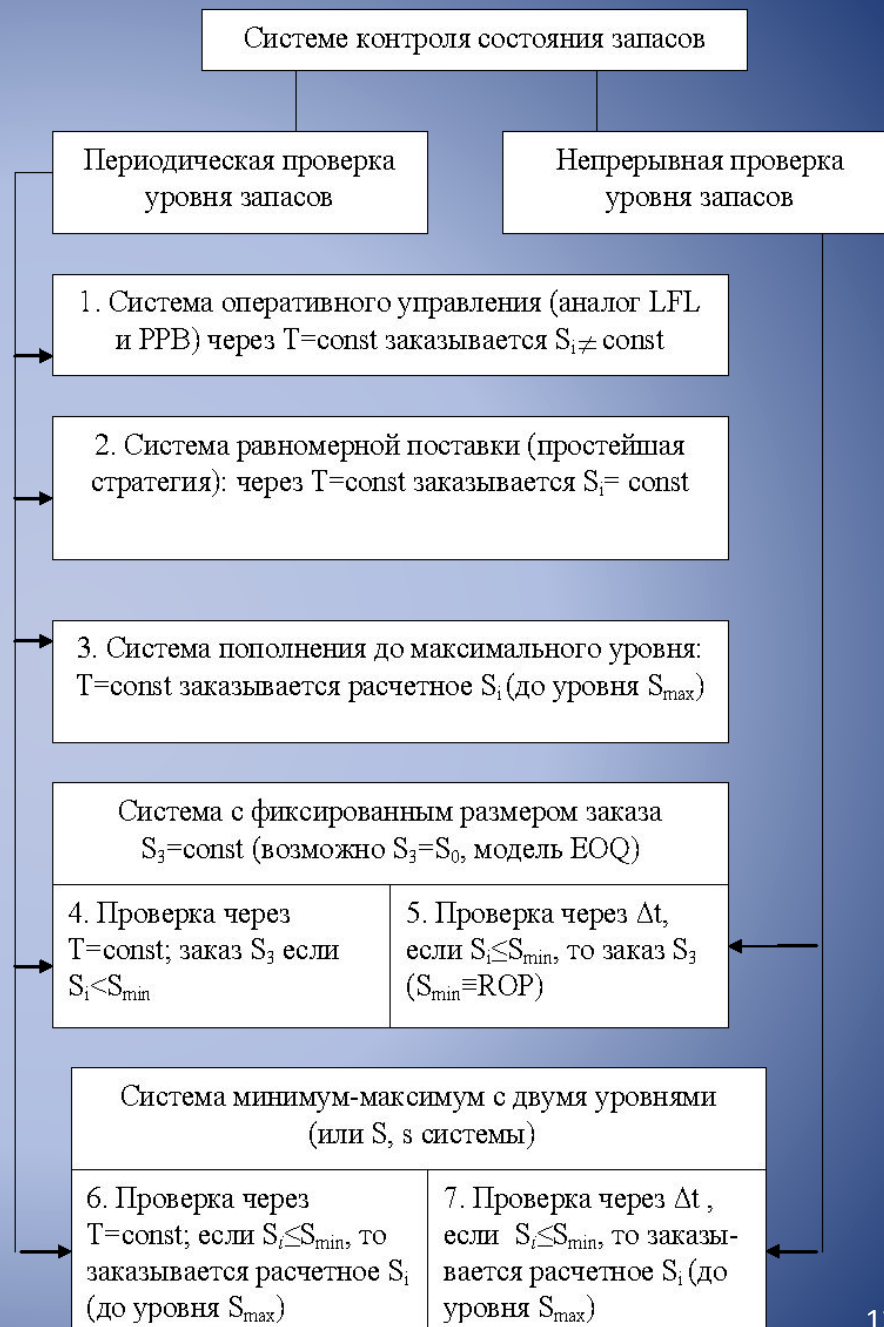 Системе контроля состояния запасов
Периодическая проверка
уровня запасов
Непрерывная проверка
уровня запасов
1. Система оперативного управления (аналог LFL
и PPB) через T=const заказывается Sᵢ≠ const
2. Система равномерной поставки (простейшая
стратегия): через T=const заказывается Sᵢ= const
3. Система пополнения до максимального уровня:
T=const заказывается расчетное Sᵢ (до уровня Smax)
Система с фиксированным размером заказа
S₃=const (возможно S₃=S₀, модель EOQ)
4. Проверка через
T=const; заказ S₃ если
Sᵢ<Smin
5. Проверка через Δt,
если Sᵢ≤Smin, то заказ S₃
(Smin≡ROP)
Система минимум-максимум с двумя уровнями
(или S, s системы)
6. Проверка через
T=const; если Sᵢ≤Smin, то
заказывается расчетное Sᵢ
(до уровня Smax)
7. Проверка через Δt ,
если Sᵢ≤Smin, то заказы-
вается расчетное Sᵢ (до
уровня Smax)